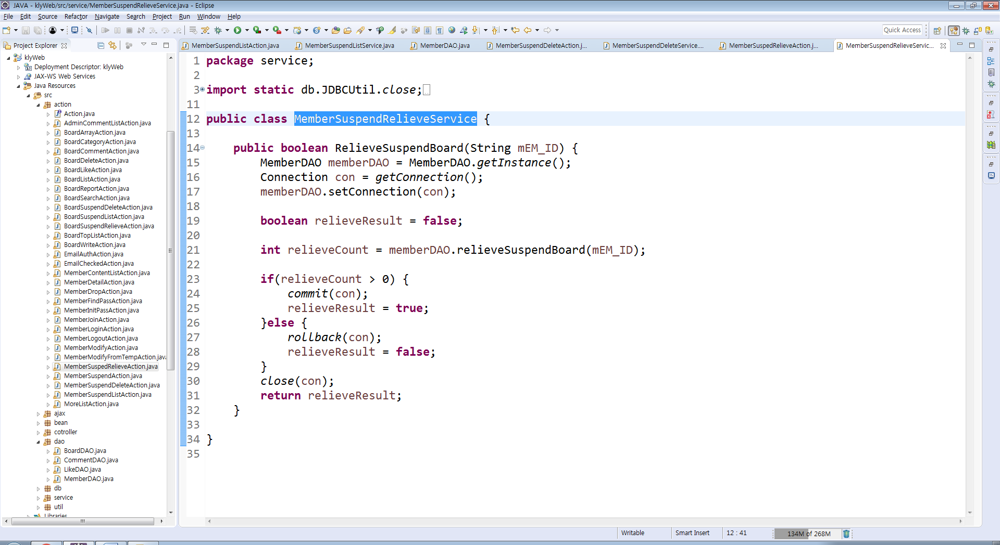 JAVA - klyWeb/src/service/MemberSuspendRelieveService.java - Eclipse
File Edit Source Refactor Navigate Search Project Run Window Help
Quick Access
Project Explorer
klyWeb
Deployment Descriptor: klyWeb
JAX-WS Web Services
Java Resources
src
action
Action.java
AdminCommentListAction.java
BoardArrayAction.java
BoardCategoryAction.java
BoardCommentAction.java
BoardDeleteAction.java
BoardLikeAction.java
BoardListAction.java
BoardReportAction.java
BoardSearchAction.java
BoardSuspendDeleteAction.java
BoardSuspendListAction.java
BoardSuspendRelieveAction.java
BoardTopListAction.java
BoardWriteAction.java
EmailAuthAction.java
EmailCheckedAction.java
MemberContentListAction.java
MemberDetailAction.java
MemberDropAction.java
MemberFindPassAction.java
MemberInitPassAction.java
MemberJoinAction.java
MemberLoginAction.java
MemberLogoutAction.java
MemberModifyAction.java
MemberModifyFromTempAction.java
MemberSuspedRelieveAction.java
MemberSuspendAction.java
MemberSuspendDeleteAction.java
MemberSuspendListAction.java
MoreListAction.java
ajax
bean
cotroller
dao
BoardDAO.java
CommentDAO.java
LikeDAO.java
MemberDAO.java
db
service
util
Libraries
MemberSuspendListAction.java MemberSuspendListService.java MemberDAO.java MemberSuspendDeleteAction.j... MemberSuspendDeleteService.... MemberSuspedRelieveAction.j... MemberSuspendRelieveServic...
1 package service;
2
3 import static db.JDBCUtil.close;
11
12 public class MemberSuspendRelieveService {
13
14 public boolean RelieveSuspendBoard(String mEM_ID) {
15 MemberDAO memberDAO = MemberDAO.getInstance();
16 Connection con = getConnection();
17 memberDAO.setConnection(con);
18
19 boolean relieveResult = false;
20
21 int relieveCount = memberDAO.relieveSuspendBoard(mEM_ID);
22
23 if(relieveCount > 0) {
24 commit(con);
25 relieveResult = true;
26 }else {
27 rollback(con);
28 relieveResult = false;
29 }
30 close(con);
31 return relieveResult;
32 }
33
34 }
35
Writable Smart Insert 12 : 41 134M of 268M